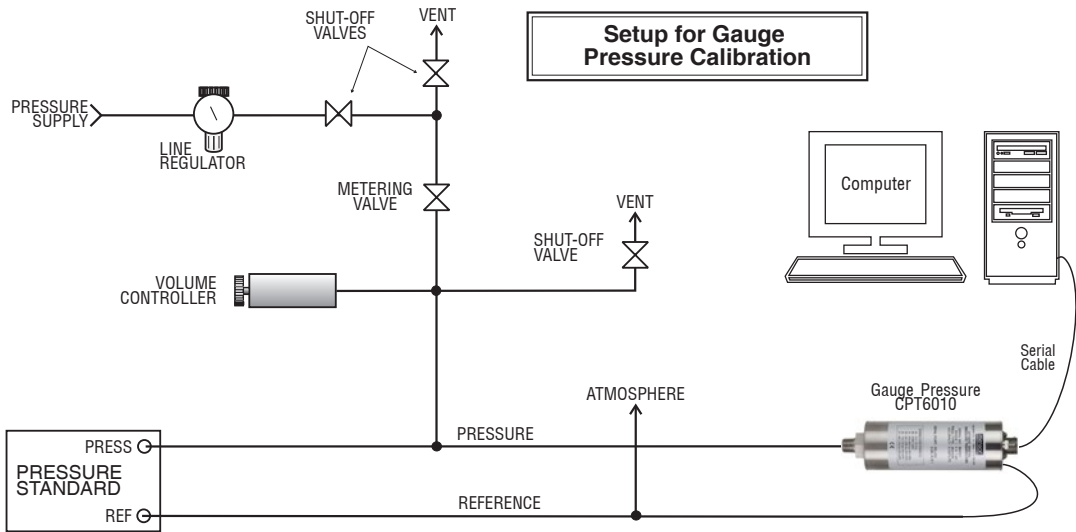 SHUT-OFF
VALVES
VENT
Setup for Gauge
Pressure Calibration
PRESSURE
SUPPLY
LINE
REGULATOR
METERING
VALVE
Computer
VENT
SHUT-OFF
VALVE
VOLUME
CONTROLLER
Serial
Cable
ATMOSPHERE
Gauge Pressure
CPT6010
PRESS
PRESSURE
PRESSURE
STANDARD
REF
REFERENCE